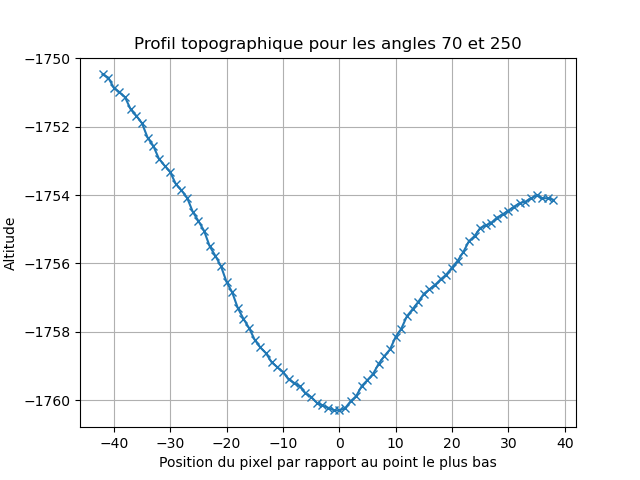 Profil topographique pour les angles 70 et 250
−1750
−1752
−1754
−1756
−1758
−1760
Altitude
−40 −30 −20 −10 0 10 20 30 40
Position du pixel par rapport au point le plus bas